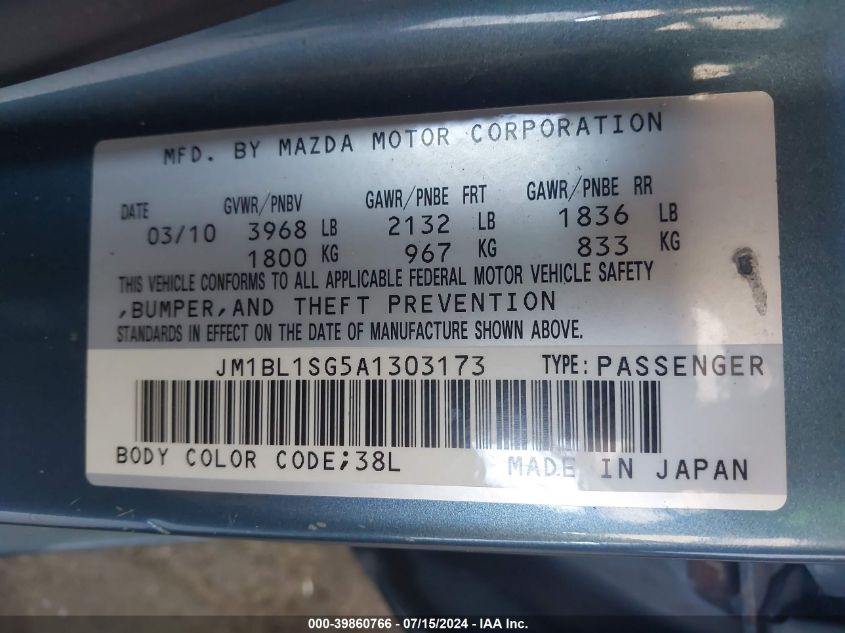 MFD. BY MAZDA MOTOR CORPORATION
DATE GVWR/PNBV GAWR/PNBE FRT GAWR/PNBE RR
03/10 3968 LB 2132 LB 1836 LB
1800 KG 967 KG 833 KG
THIS VEHICLE CONFORMS TO ALL APPLICABLE FEDERAL MOTOR VEHICLE SAFETY
,BUMPER,AND THEFT PREVENTION
STANDARDS IN EFFECT ON THE DATE OF MANUFACTURE SHOWN ABOVE.
JM1BL1SG5A1303173 TYPE:PASSENGER
BODY COLOR CODE;38L MADE IN JAPAN
000-39860766 - 07/15/2024 - IAA Inc.